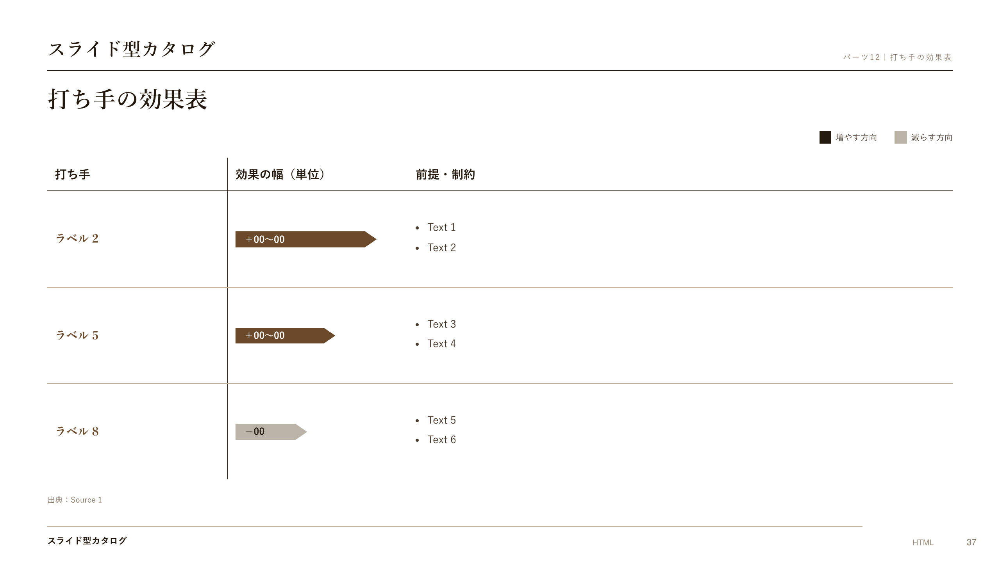 スライド型カタログ
パーツ12｜打ち手の効果表
打ち手の効果表
増やす方向
減らす方向
打ち手
効果の幅（単位）
前提・制約
ラベル 2
＋00〜00
• Text 1
• Text 2
ラベル 5
＋00〜00
• Text 3
• Text 4
ラベル 8
−00
• Text 5
• Text 6
出典：Source 1
スライド型カタログ
HTML
37